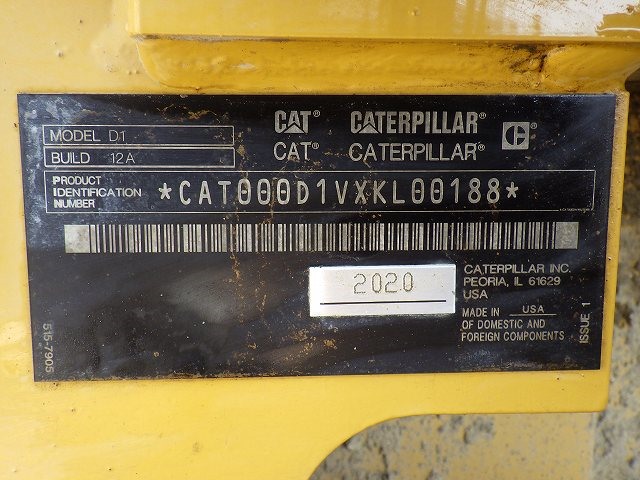 CAT® CATERPILLAR®
CAT® CATERPILLAR®
MODEL D1
BUILD 12A
PRODUCT IDENTIFICATION NUMBER
*CAT000D1VXKL00188*
2020
CATERPILLAR INC.
PEORIA, IL 61629
USA
MADE IN USA
OF DOMESTIC AND
FOREIGN COMPONENTS
ISSUE 1
515-7905